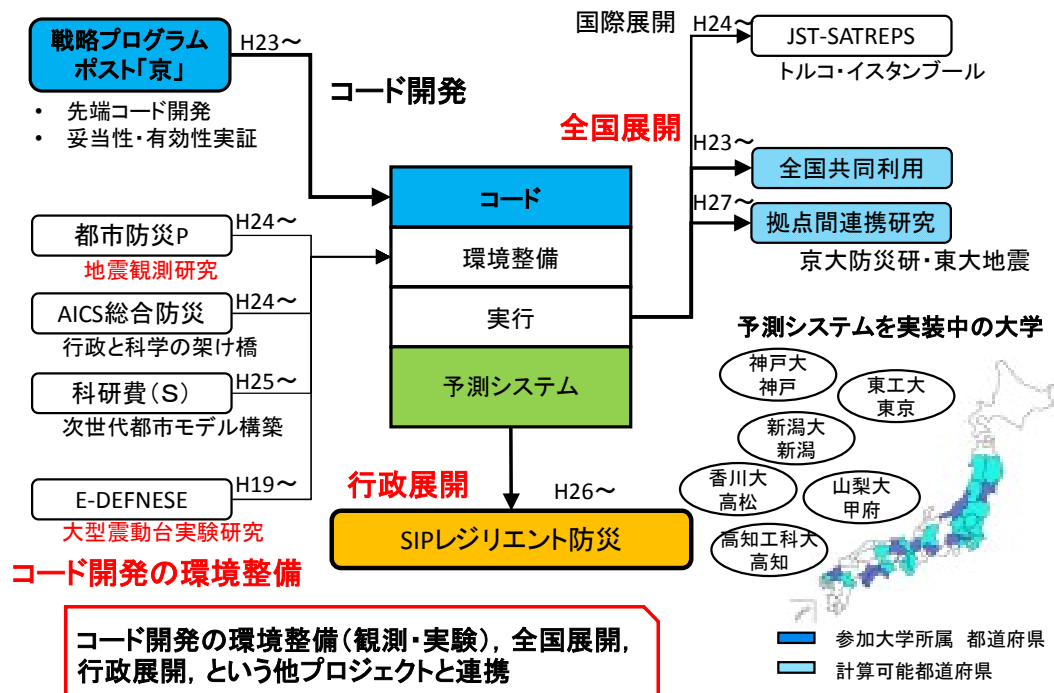 戦略プログラム
ポスト「京」
H23～
• 先端コード開発
• 妥当性・有効性実証
コード開発
国際展開
H24～
JST-SATREPS
トルコ・イスタンブール
全国展開
H23～
全国共同利用
H27～
拠点間連携研究
京大防災研・東大地震
都市防災P
H24～
地震観測研究
AICS総合防災
H24～
行政と科学の架け橋
科研費(S)
H25～
次世代都市モデル構築
E-DEFNESE
H19～
大型震動台実験研究
コード開発の環境整備
コード
環境整備
実行
予測システム
行政展開
H26～
SIPレジリエント防災
予測システムを実装中の大学
神戸大
神戸
東工大
東京
新潟大
新潟
香川大
高松
山梨大
甲府
高知工科大
高知
参加大学所属 都道府県
計算可能都道府県
コード開発の環境整備(観測・実験), 全国展開,
行政展開, という他プロジェクトと連携